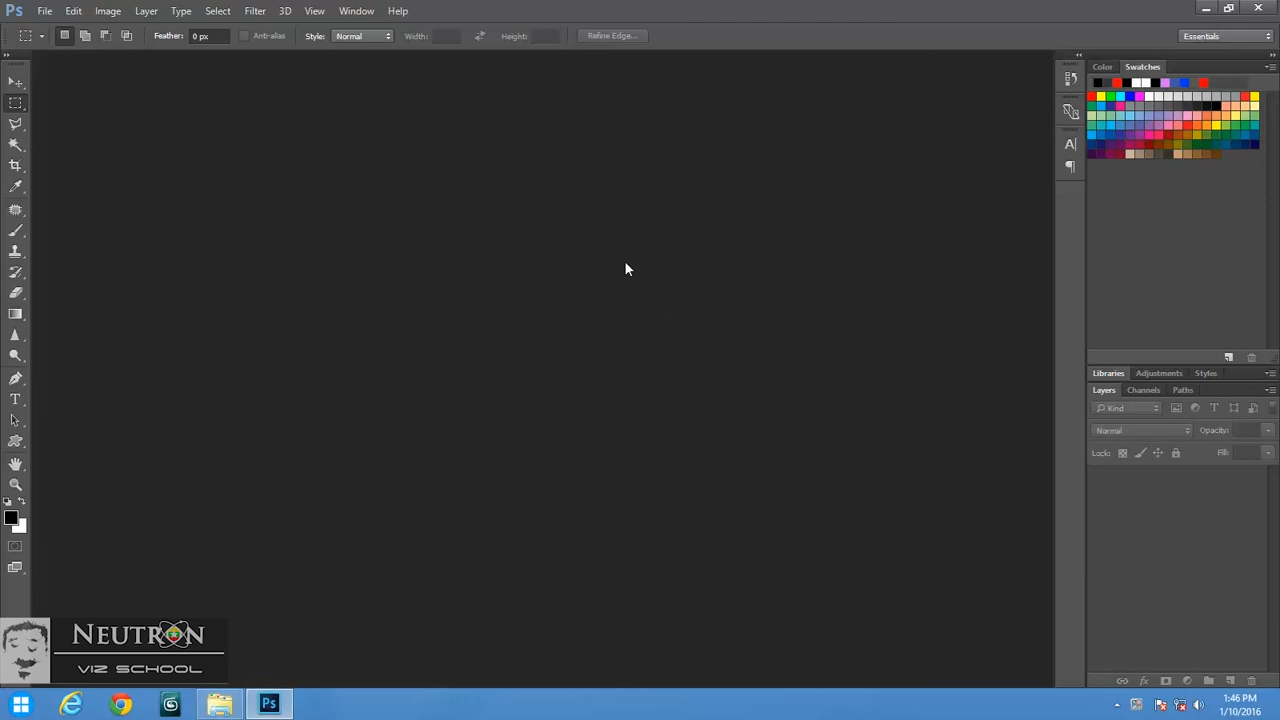 Ps File Edit Image Layer Type Select Filter 3D View Window Help
Feather: 0 px Anti-alias Style: Normal Width: Height: Refine Edge... Essentials
Color Swatches
Libraries Adjustments Styles
Layers Channels Paths
Kind
Normal Opacity:
Lock: Fill:
NEUTRON
VIZ SCHOOL
Ps
1:46 PM
1/10/2016